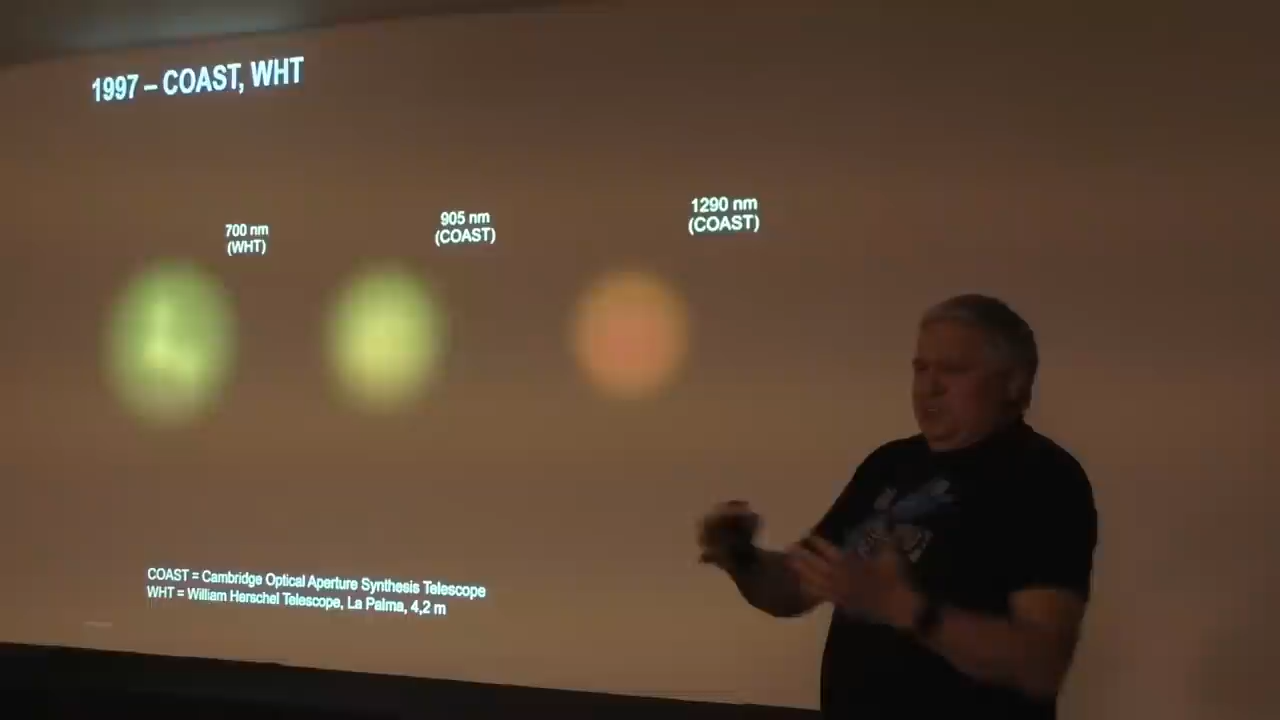 1997 – COAST, WHT
700 nm
(WHT)
905 nm
(COAST)
1290 nm
(COAST)
COAST = Cambridge Optical Aperture Synthesis Telescope
WHT = William Herschel Telescope, La Palma, 4,2 m